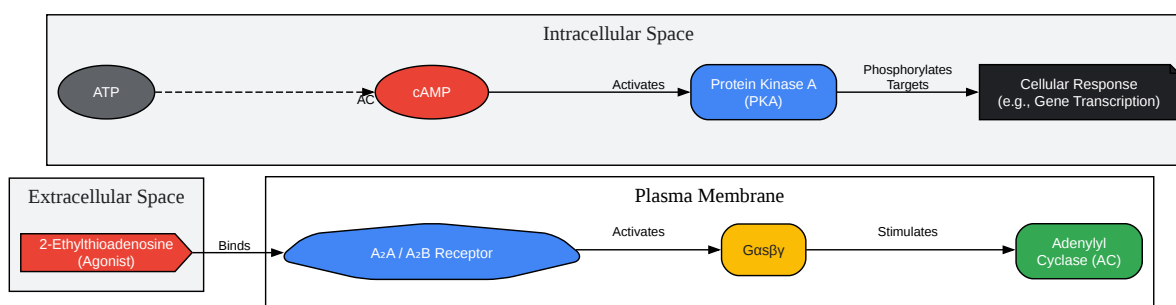 Intracellular Space
ATP
AC
cAMP
Activates
Protein Kinase A
(PKA)
Phosphorylates
Targets
Cellular Response
(e.g., Gene Transcription)
Extracellular Space
2-Ethylthioadenosine
(Agonist)
Binds
Plasma Membrane
A₂A / A₂B Receptor
Activates
Gαsβγ
Stimulates
Adenylyl
Cyclase (AC)